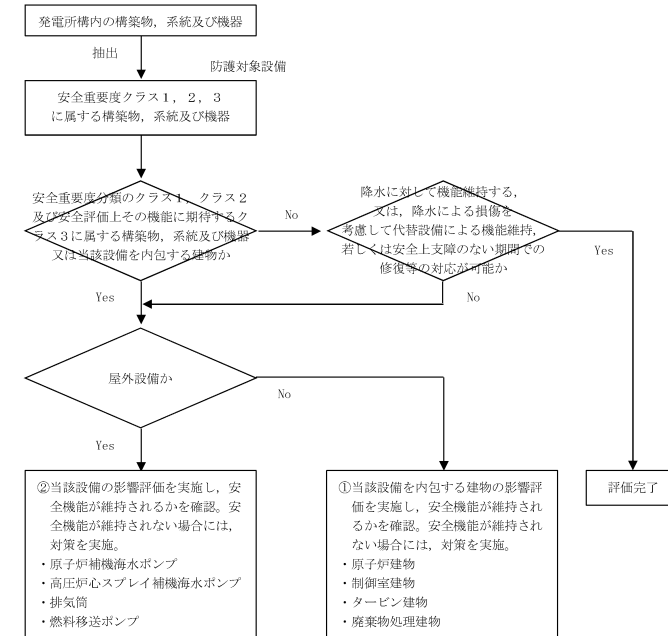 発電所構内の構築物，系統及び機器
抽出
防護対象設備
安全重要度クラス１，２，３
に属する構築物，系統及び機器
安全重要度分類のクラス１，クラス２
及び安全評価上その機能に期待するク
ラス３に属する構築物，系統及び機器
又は当該設備を内包する建物か
No
降水に対して機能維持する，
又は，降水による損傷を
考慮して代替設備による機能維持，
若しくは安全上支障のない期間での
修復等の対応が可能か
Yes
Yes
No
屋外設備か
No
Yes
②当該設備の影響評価を実施し，安
全機能が維持されるかを確認。安
全機能が維持されない場合には，
対策を実施。
・原子炉補機海水ポンプ
・高圧炉心スプレイ補機海水ポンプ
・排気筒
・燃料移送ポンプ
①当該設備を内包する建物の影響評
価を実施し，安全機能が維持され
るかを確認。安全機能が維持され
ない場合には，対策を実施。
・原子炉建物
・制御室建物
・タービン建物
・廃棄物処理建物
評価完了